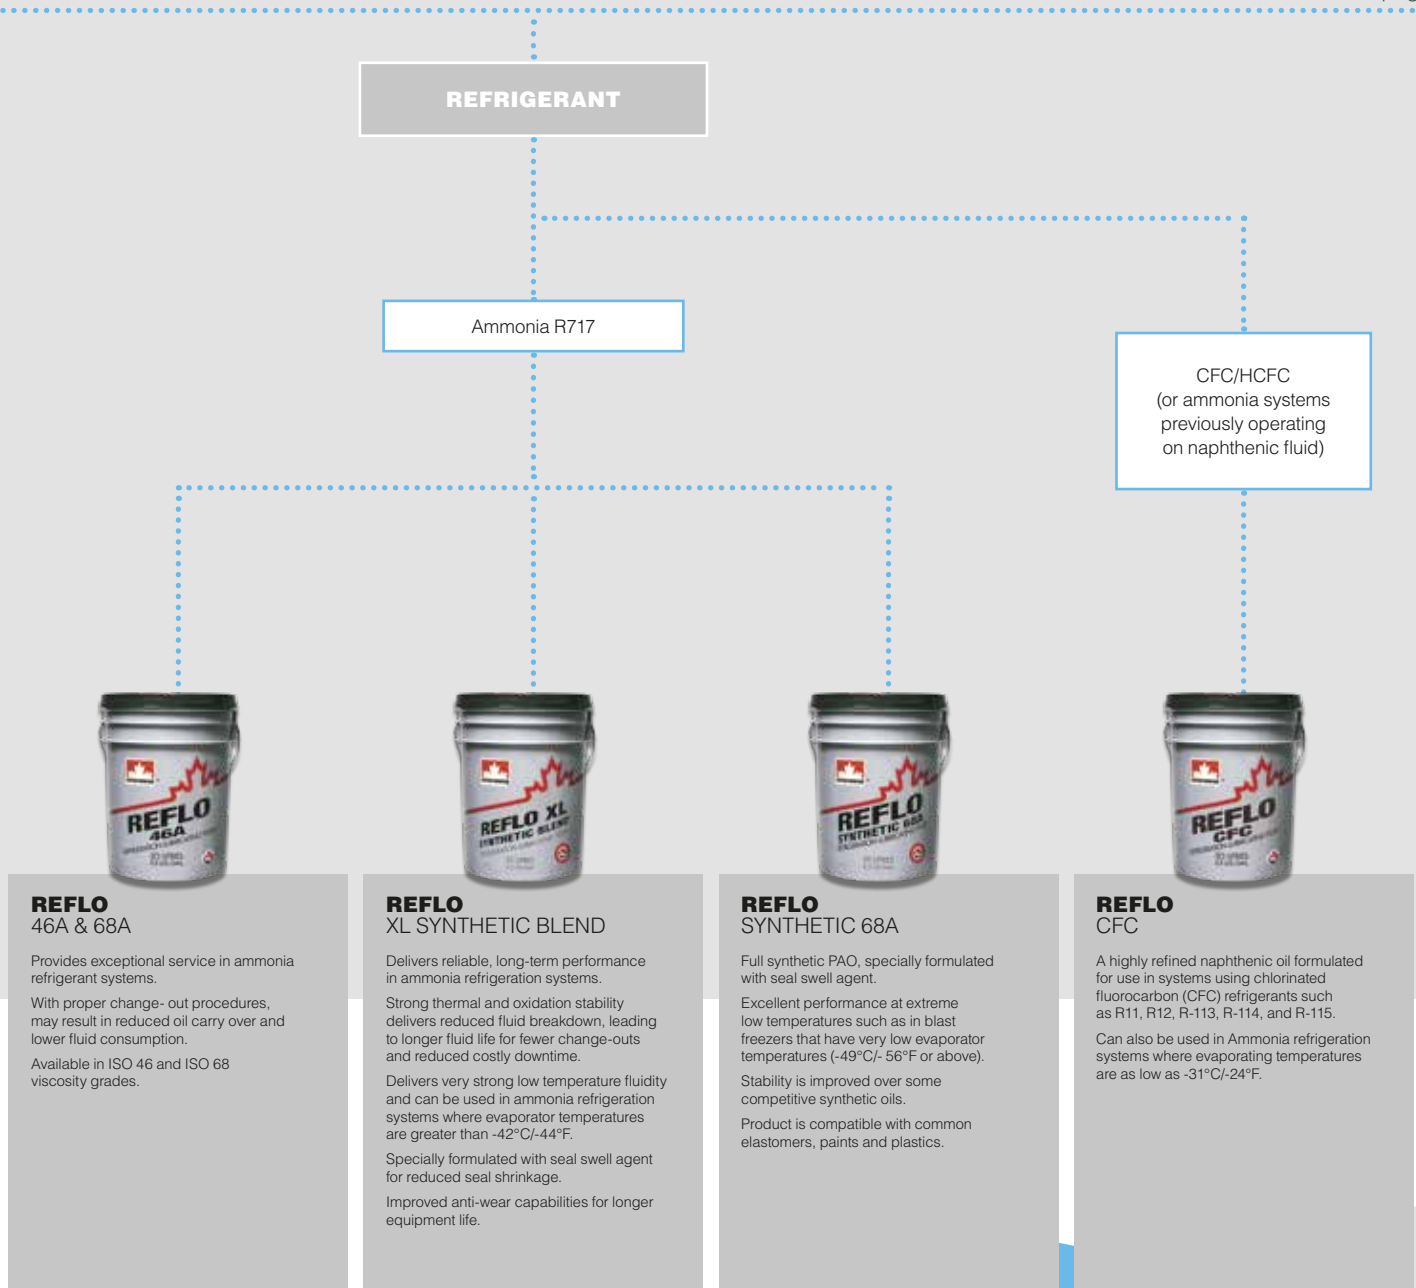 REFRIGERANT
Ammonia R717
CFC/HCFC
(or ammonia systems
previously operating
on naphthenic fluid)
REFLO
46A
REFLO XL
SYNTHETIC BLEND
REFLO
SYNTHETIC 68A
REFLO
CFC
REFLO
46A & 68A
Provides exceptional service in ammonia
refrigerant systems.
With proper change- out procedures,
may result in reduced oil carry over and
lower fluid consumption.
Available in ISO 46 and ISO 68
viscosity grades.
REFLO
XL SYNTHETIC BLEND
Delivers reliable, long-term performance
in ammonia refrigeration systems.
Strong thermal and oxidation stability
delivers reduced fluid breakdown, leading
to longer fluid life for fewer change-outs
and reduced costly downtime.
Delivers very strong low temperature fluidity
and can be used in ammonia refrigeration
systems where evaporator temperatures
are greater than -42°C/-44°F.
Specially formulated with seal swell agent
for reduced seal shrinkage.
Improved anti-wear capabilities for longer
equipment life.
REFLO
SYNTHETIC 68A
Full synthetic PAO, specially formulated
with seal swell agent.
Excellent performance at extreme
low temperatures such as in blast
freezers that have very low evaporator
temperatures (-49°C/- 56°F or above).
Stability is improved over some
competitive synthetic oils.
Product is compatible with common
elastomers, paints and plastics.
REFLO
CFC
A highly refined naphthenic oil formulated
for use in systems using chlorinated
fluorocarbon (CFC) refrigerants such
as R11, R12, R-113, R-114, and R-115.
Can also be used in Ammonia refrigeration
systems where evaporating temperatures
are as low as -31°C/-24°F.